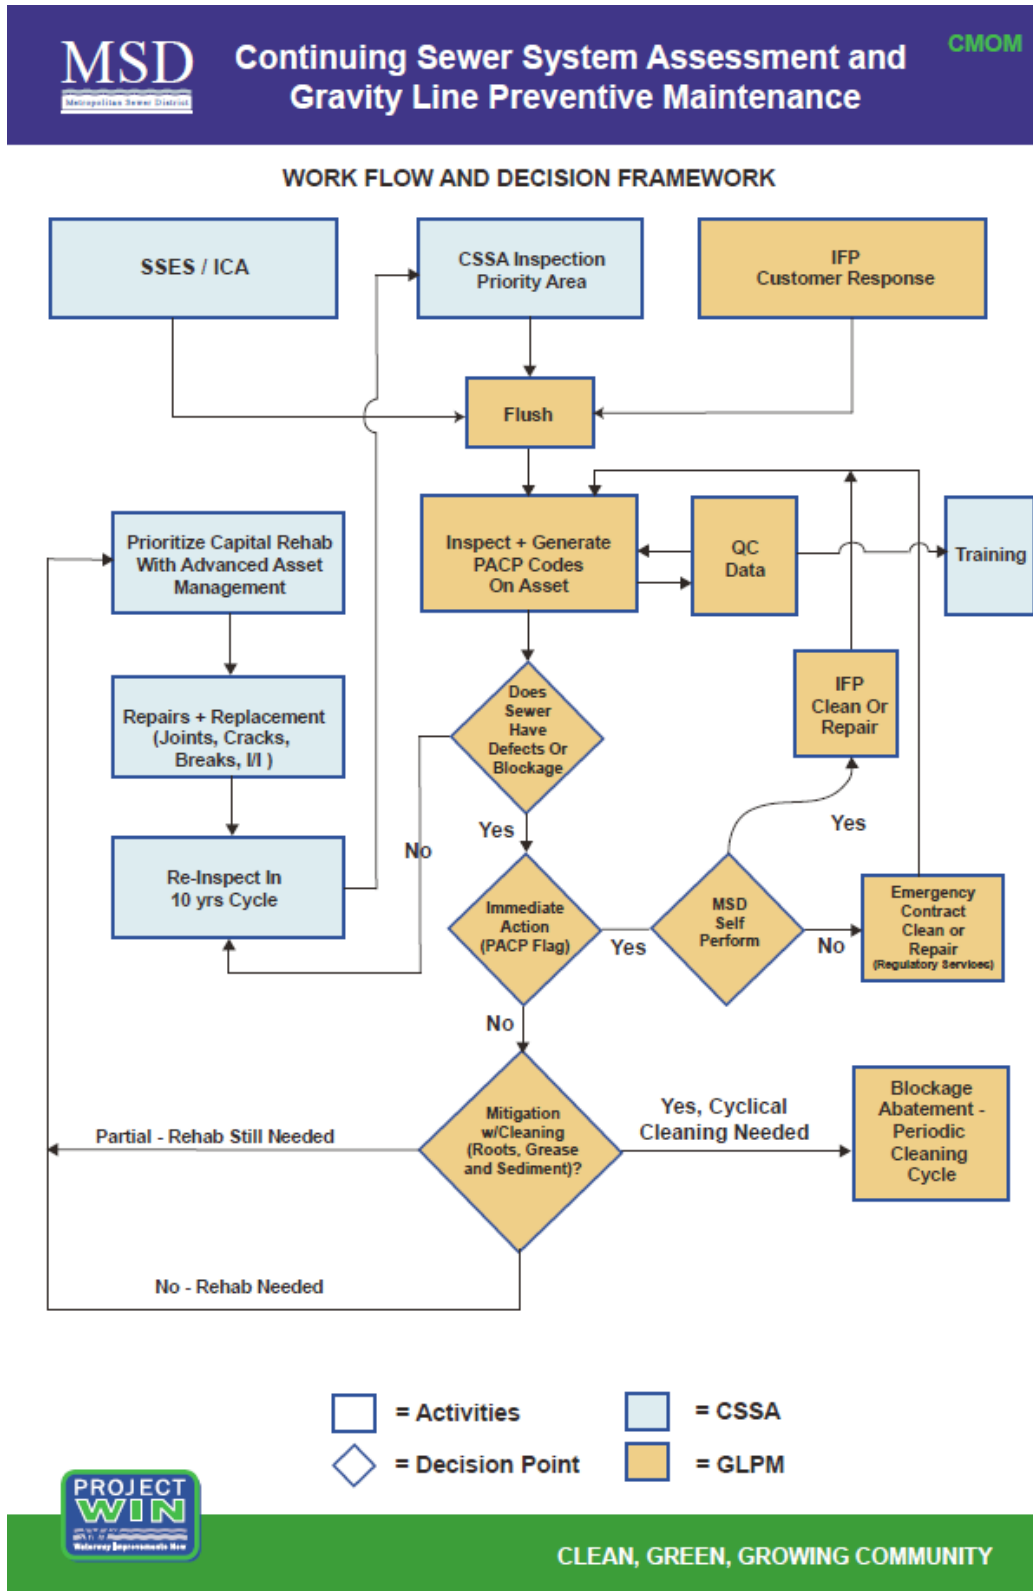 MSD
Metropolitan Sewer District
Continuing Sewer System Assessment and
Gravity Line Preventive Maintenance
CMOM
WORK FLOW AND DECISION FRAMEWORK
SSES / ICA
CSSA Inspection
Priority Area
IFP
Customer Response
Flush
Prioritize Capital Rehab
With Advanced Asset
Management
Inspect + Generate
PACP Codes
On Asset
QC
Data
Training
Repairs + Replacement
(Joints, Cracks,
Breaks, I/I )
Does
Sewer
Have
Defects Or
Blockage
IFP
Clean Or
Repair
Yes
No
Yes
Re-Inspect In
10 yrs Cycle
Immediate
Action
(PACP Flag)
Yes
MSD
Self
Perform
No
Emergency
Contract
Clean or
Repair
(Regulatory Services)
No
Mitigation
w/Cleaning
(Roots, Grease
and Sediment)?
Partial - Rehab Still Needed
Yes, Cyclical
Cleaning Needed
Blockage
Abatement -
Periodic
Cleaning
Cycle
No - Rehab Needed
= Activities
= CSSA
= Decision Point
= GLPM
PROJECT
WIN
Waterway Improvements Now
CLEAN, GREEN, GROWING COMMUNITY